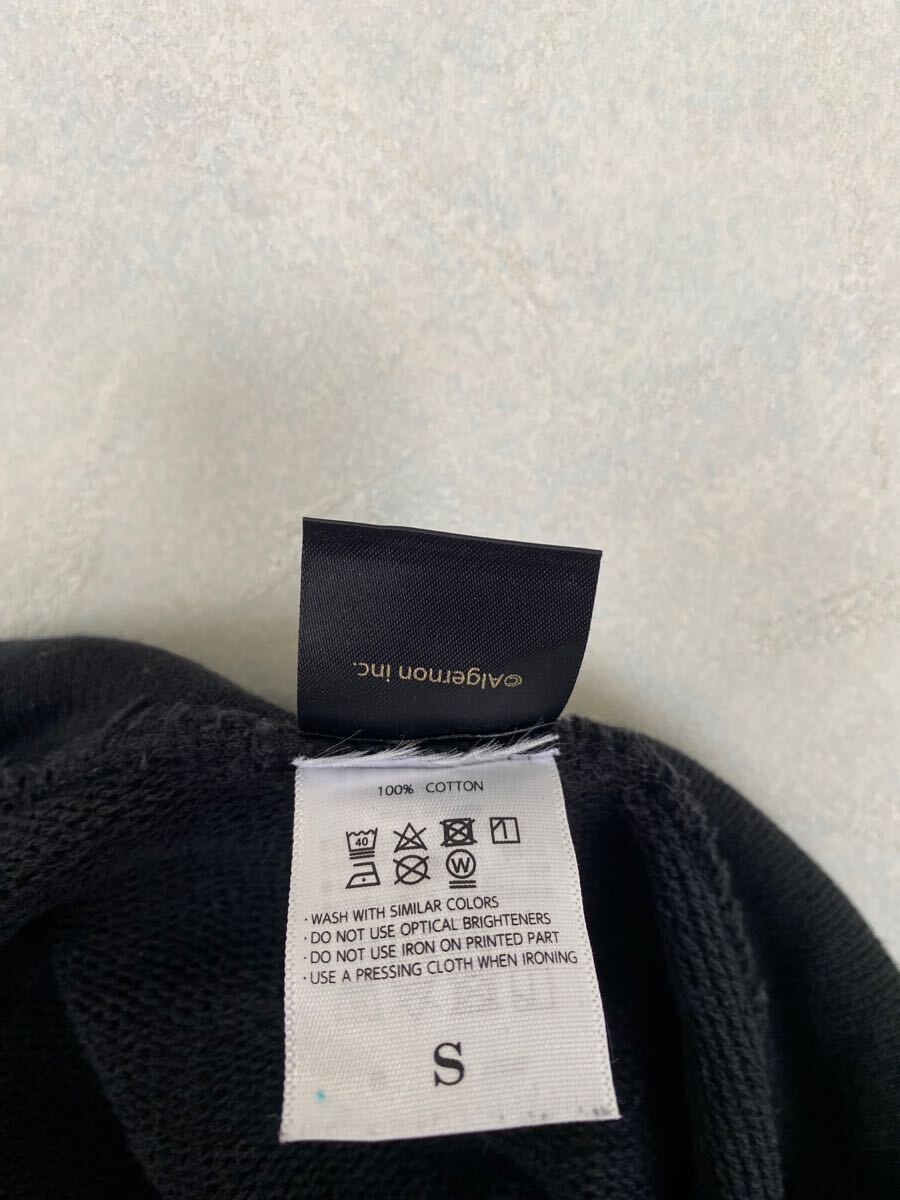 ©Algernon inc.
100% COTTON
40
W
· WASH WITH SIMILAR COLORS
· DO NOT USE OPTICAL BRIGHTENERS
· DO NOT USE IRON ON PRINTED PART
· USE A PRESSING CLOTH WHEN IRONING
S